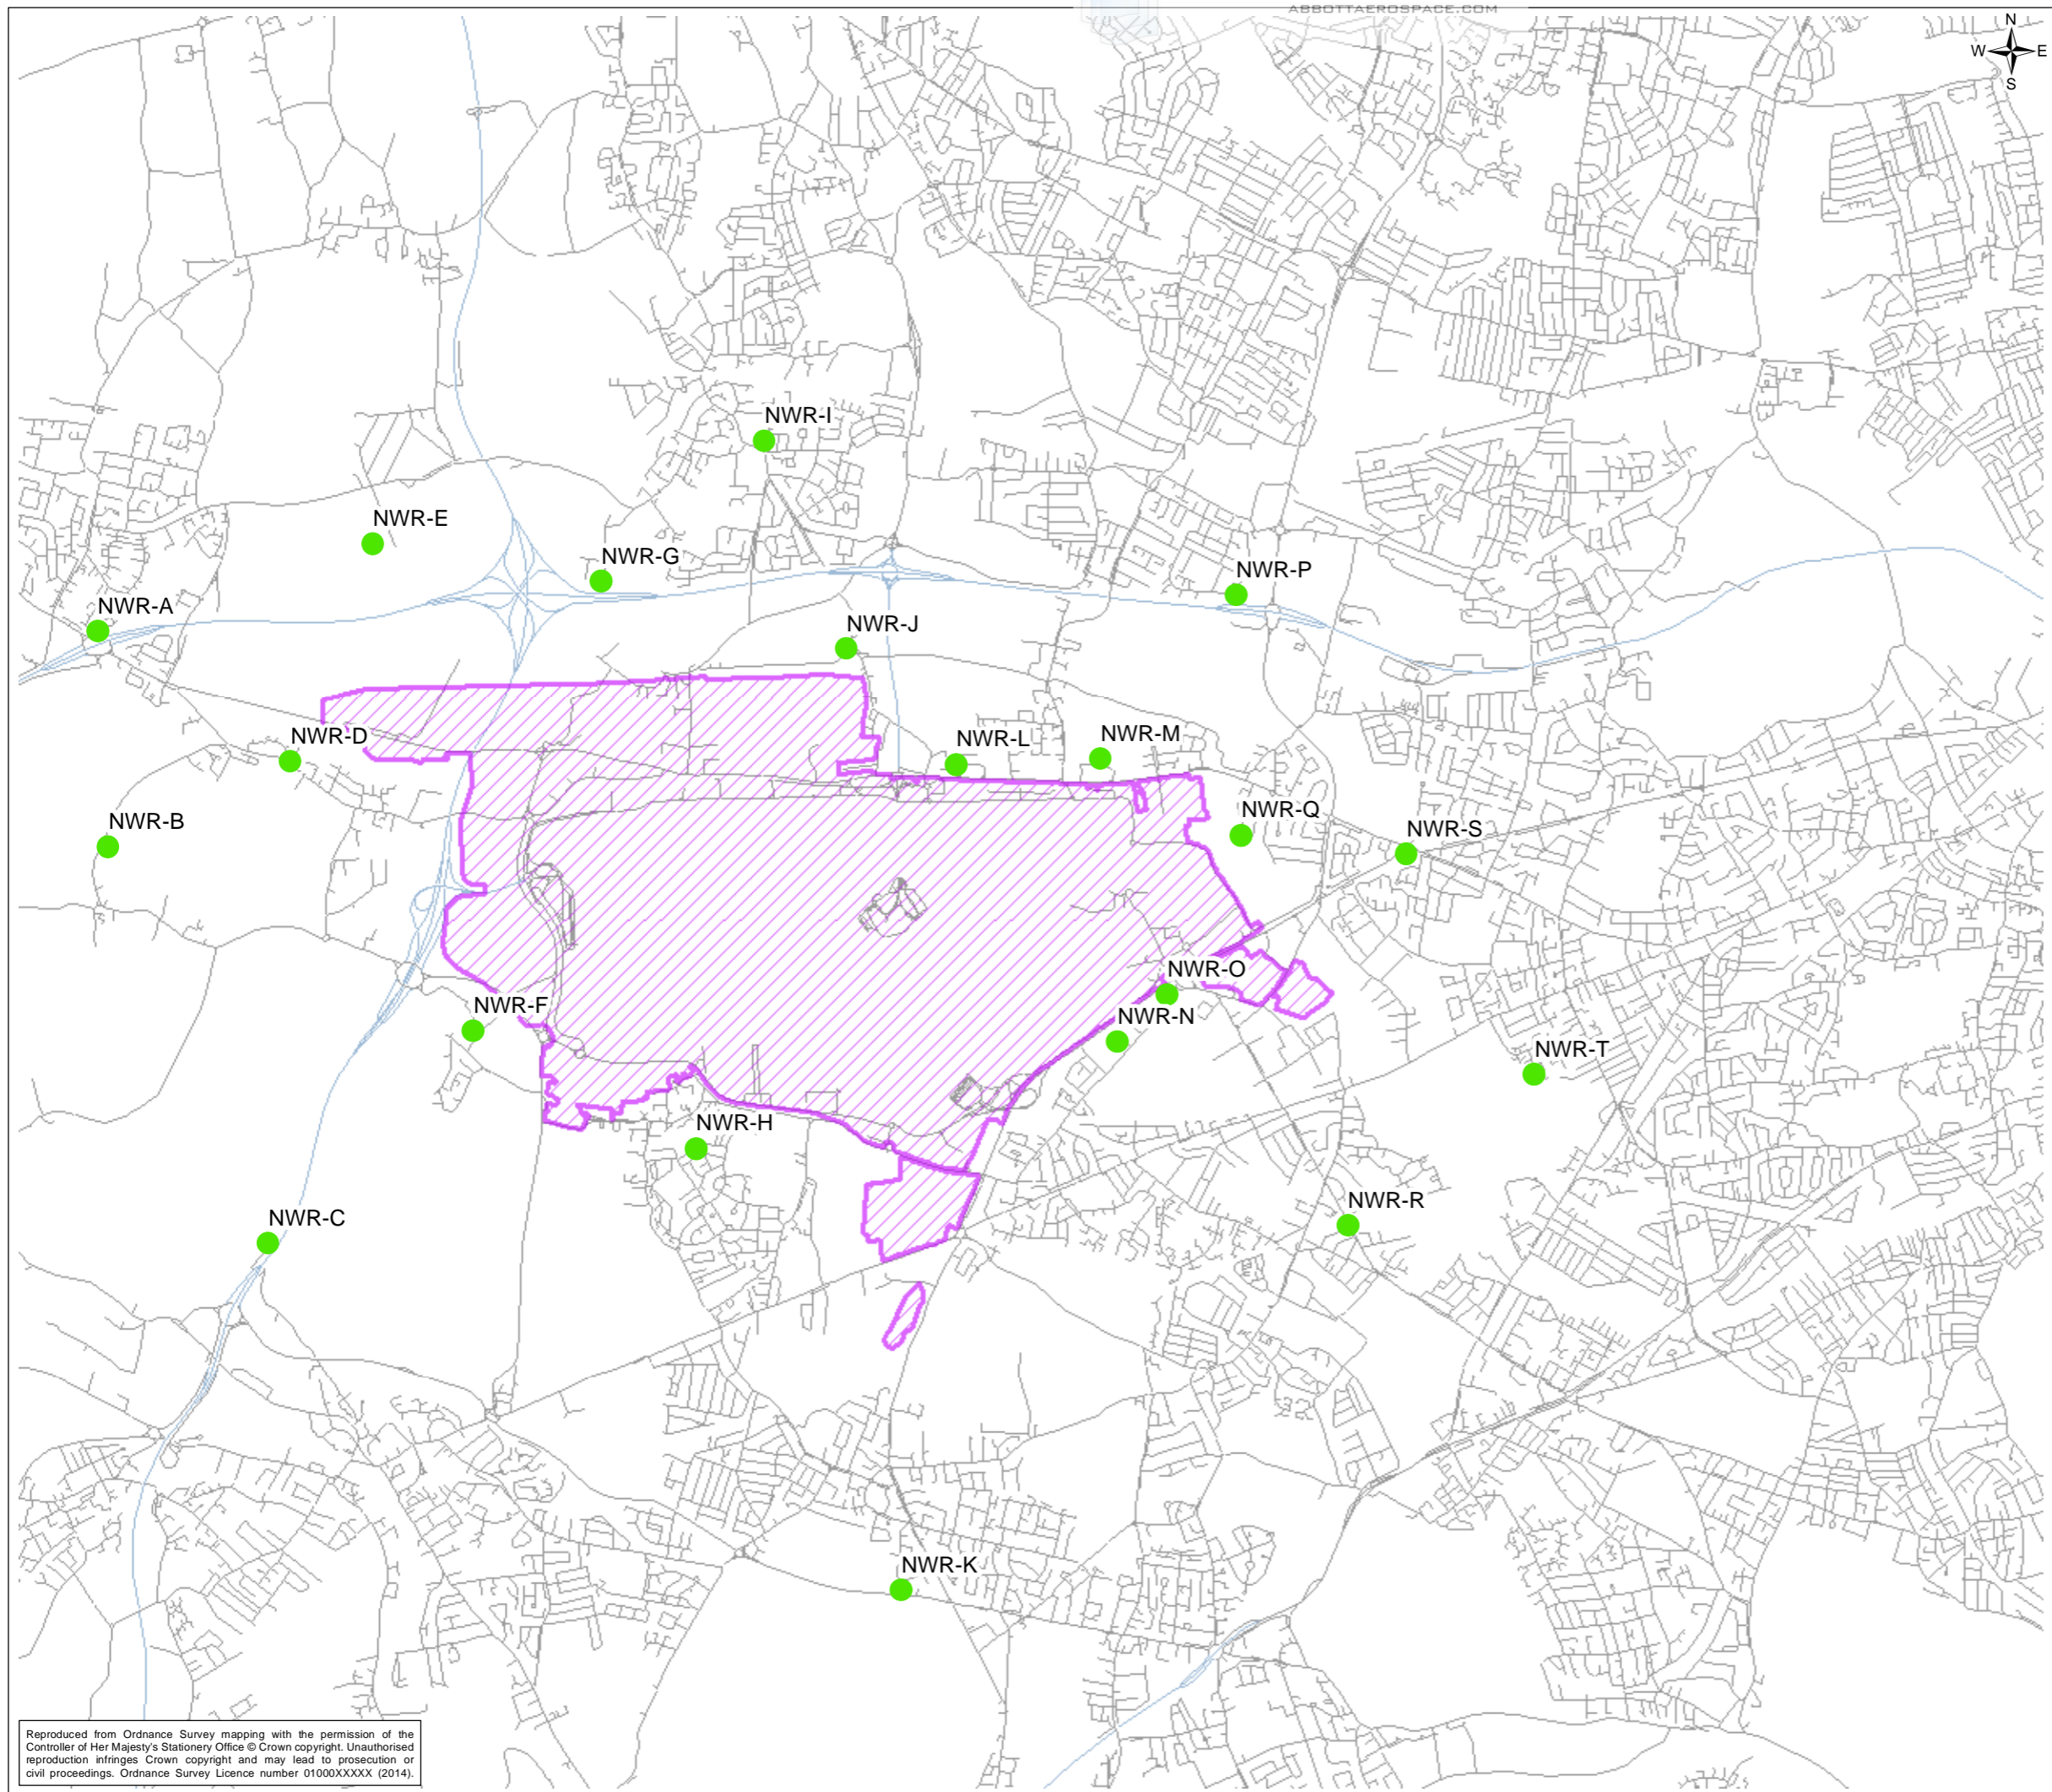 ABBOTTAEROSPACE.COM
N
W E
S
NWR-I
NWR-E
NWR-G
NWR-P
NWR-A
NWR-J
NWR-D
NWR-L
NWR-M
NWR-B
NWR-Q
NWR-S
NWR-O
NWR-F
NWR-N
NWR-T
NWR-H
NWR-R
NWR-C
NWR-K
Reproduced from Ordnance Survey mapping with the permission of the
Controller of Her Majesty's Stationery Office © Crown copyright. Unauthorised
reproduction infringes Crown copyright and may lead to prosecution or
civil proceedings. Ordnance Survey Licence number 01000XXXXX (2014).